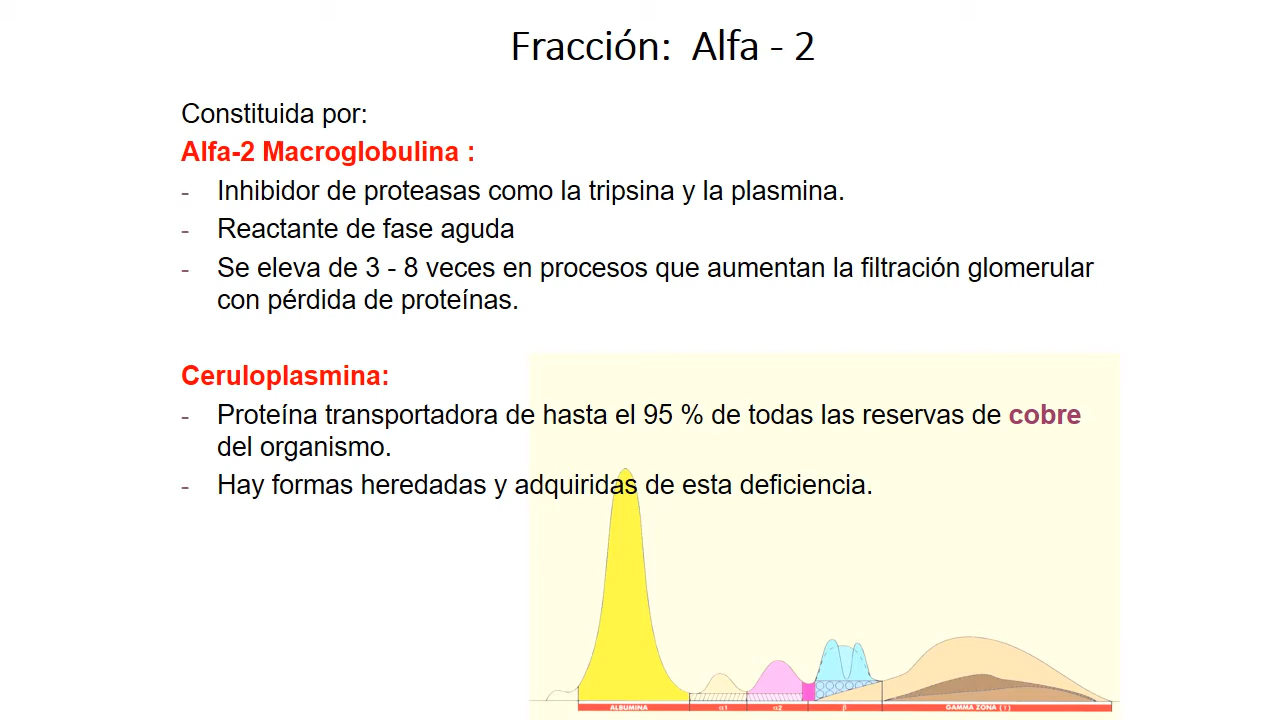 Fracción: Alfa - 2
Constituida por:
Alfa-2 Macroglobulina :
- Inhibidor de proteasas como la tripsina y la plasmina.
- Reactante de fase aguda
- Se eleva de 3 - 8 veces en procesos que aumentan la filtración glomerular
con pérdida de proteínas.
Ceruloplasmina:
- Proteína transportadora de hasta el 95 % de todas las reservas de cobre
del organismo.
- Hay formas heredadas y adquiridas de esta deficiencia.
ALBUMINA α1 α2 β GAMMA ZONA (τ)